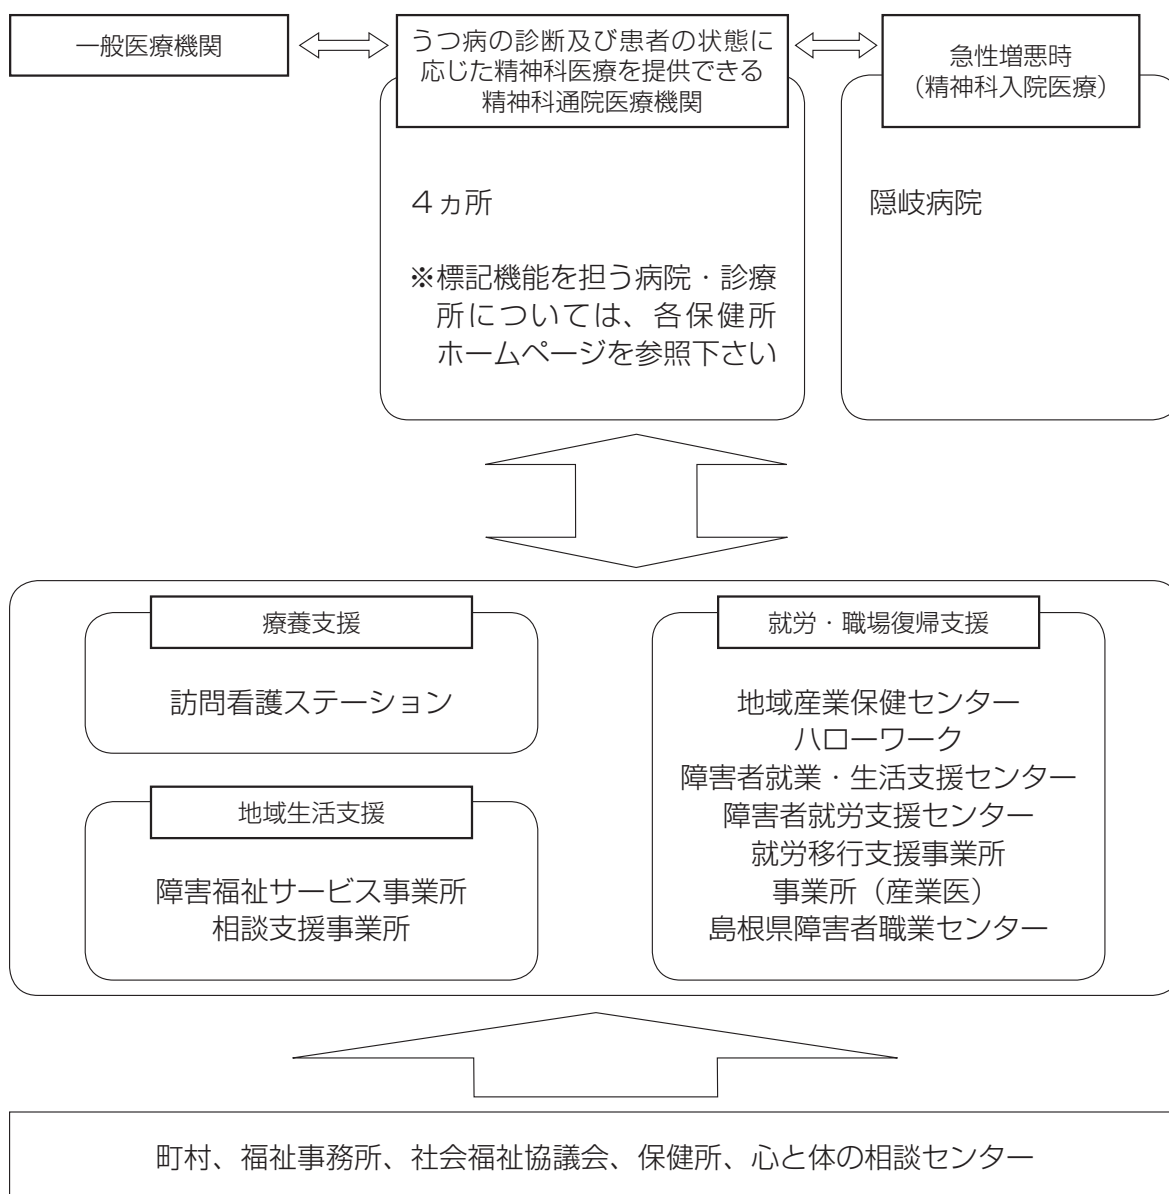 一般医療機関
うつ病の診断及び患者の状態に
応じた精神科医療を提供できる
精神科通院医療機関
急性増悪時
（精神科入院医療）
４ヵ所
※標記機能を担う病院・診療
所については、各保健所
ホームページを参照下さい
隠岐病院
療養支援
訪問看護ステーション
地域生活支援
障害福祉サービス事業所
相談支援事業所
就労・職場復帰支援
地域産業保健センター
ハローワーク
障害者就業・生活支援センター
障害者就労支援センター
就労移行支援事業所
事業所（産業医）
島根県障害者職業センター
町村、福祉事務所、社会福祉協議会、保健所、心と体の相談センター